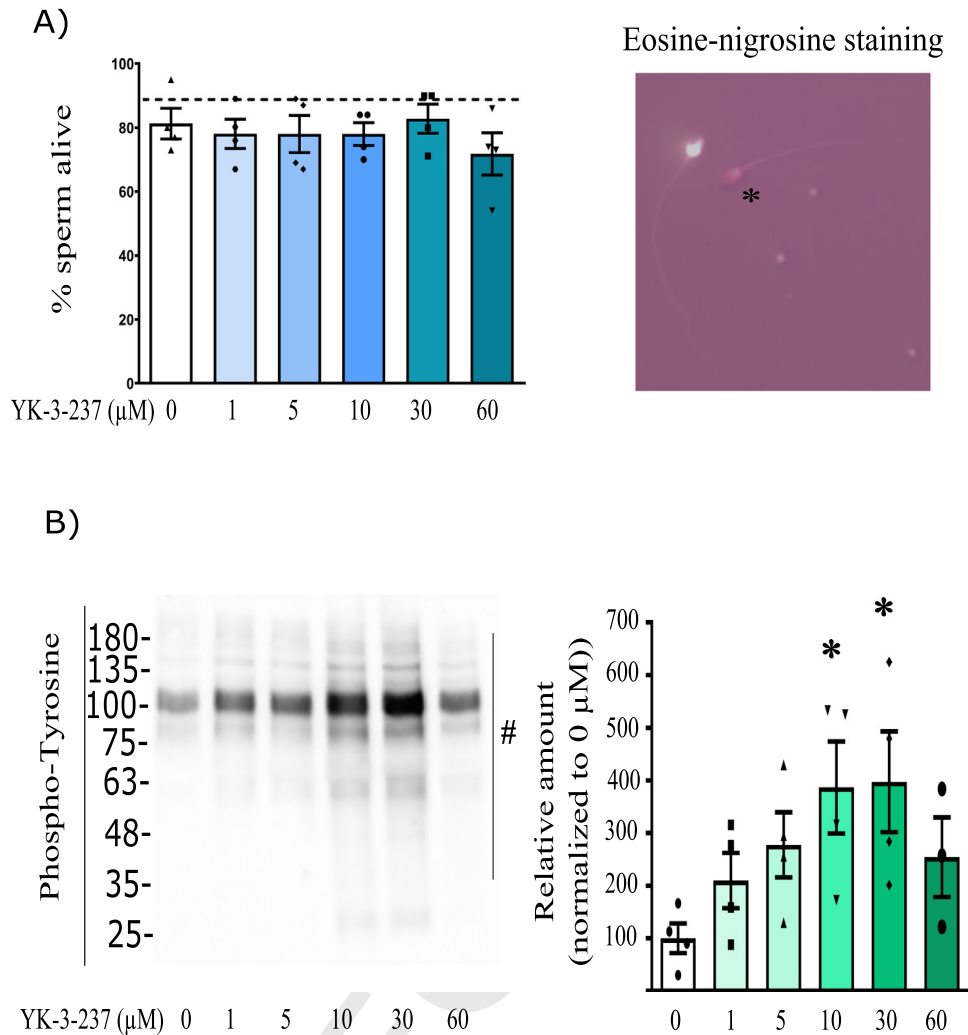 A)
Eosine-nigrosine staining
% sperm alive
100
80
60
40
20
0
*
YK-3-237 (µM) 0 1 5 10 30 60
B)
Phospho-Tyrosine
180-
135-
100-
75-
63-
48-
35-
25-
#
YK-3-237 (µM) 0 1 5 10 30 60
Relative amount
(normalized to 0 µM))
700
600
500
400
300
200
100
* *
0 1 5 10 30 60